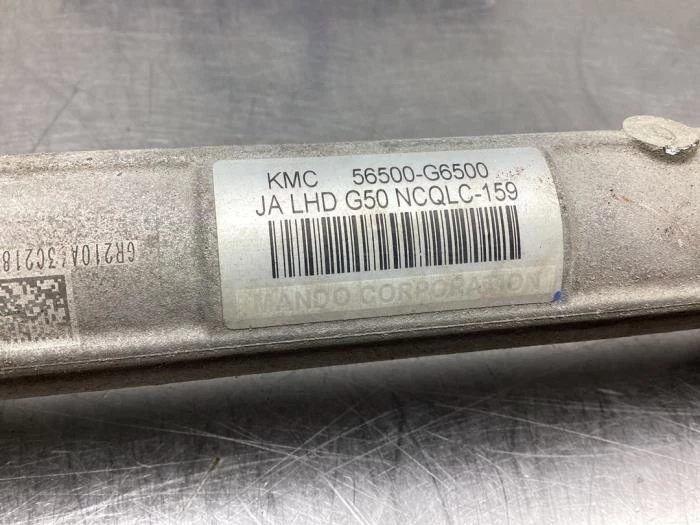 KMC 56500-G6500
JA LHD G50 NCQLC-159
MANDO CORPORATION